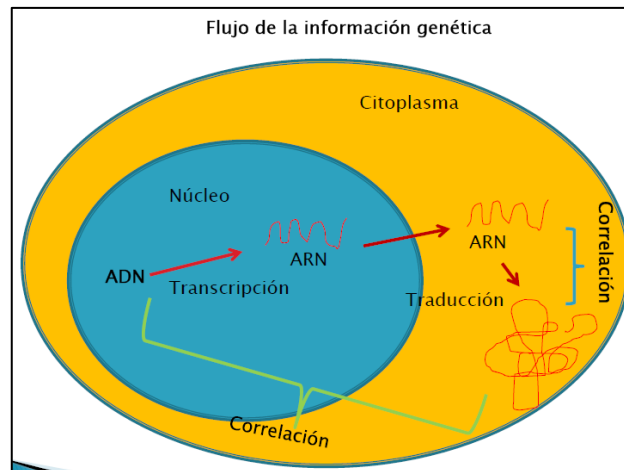 Flujo de la información genética
Citoplasma
Núcleo
ARN
ADN
Transcripción
ARN
Traducción
Correlación
Correlación